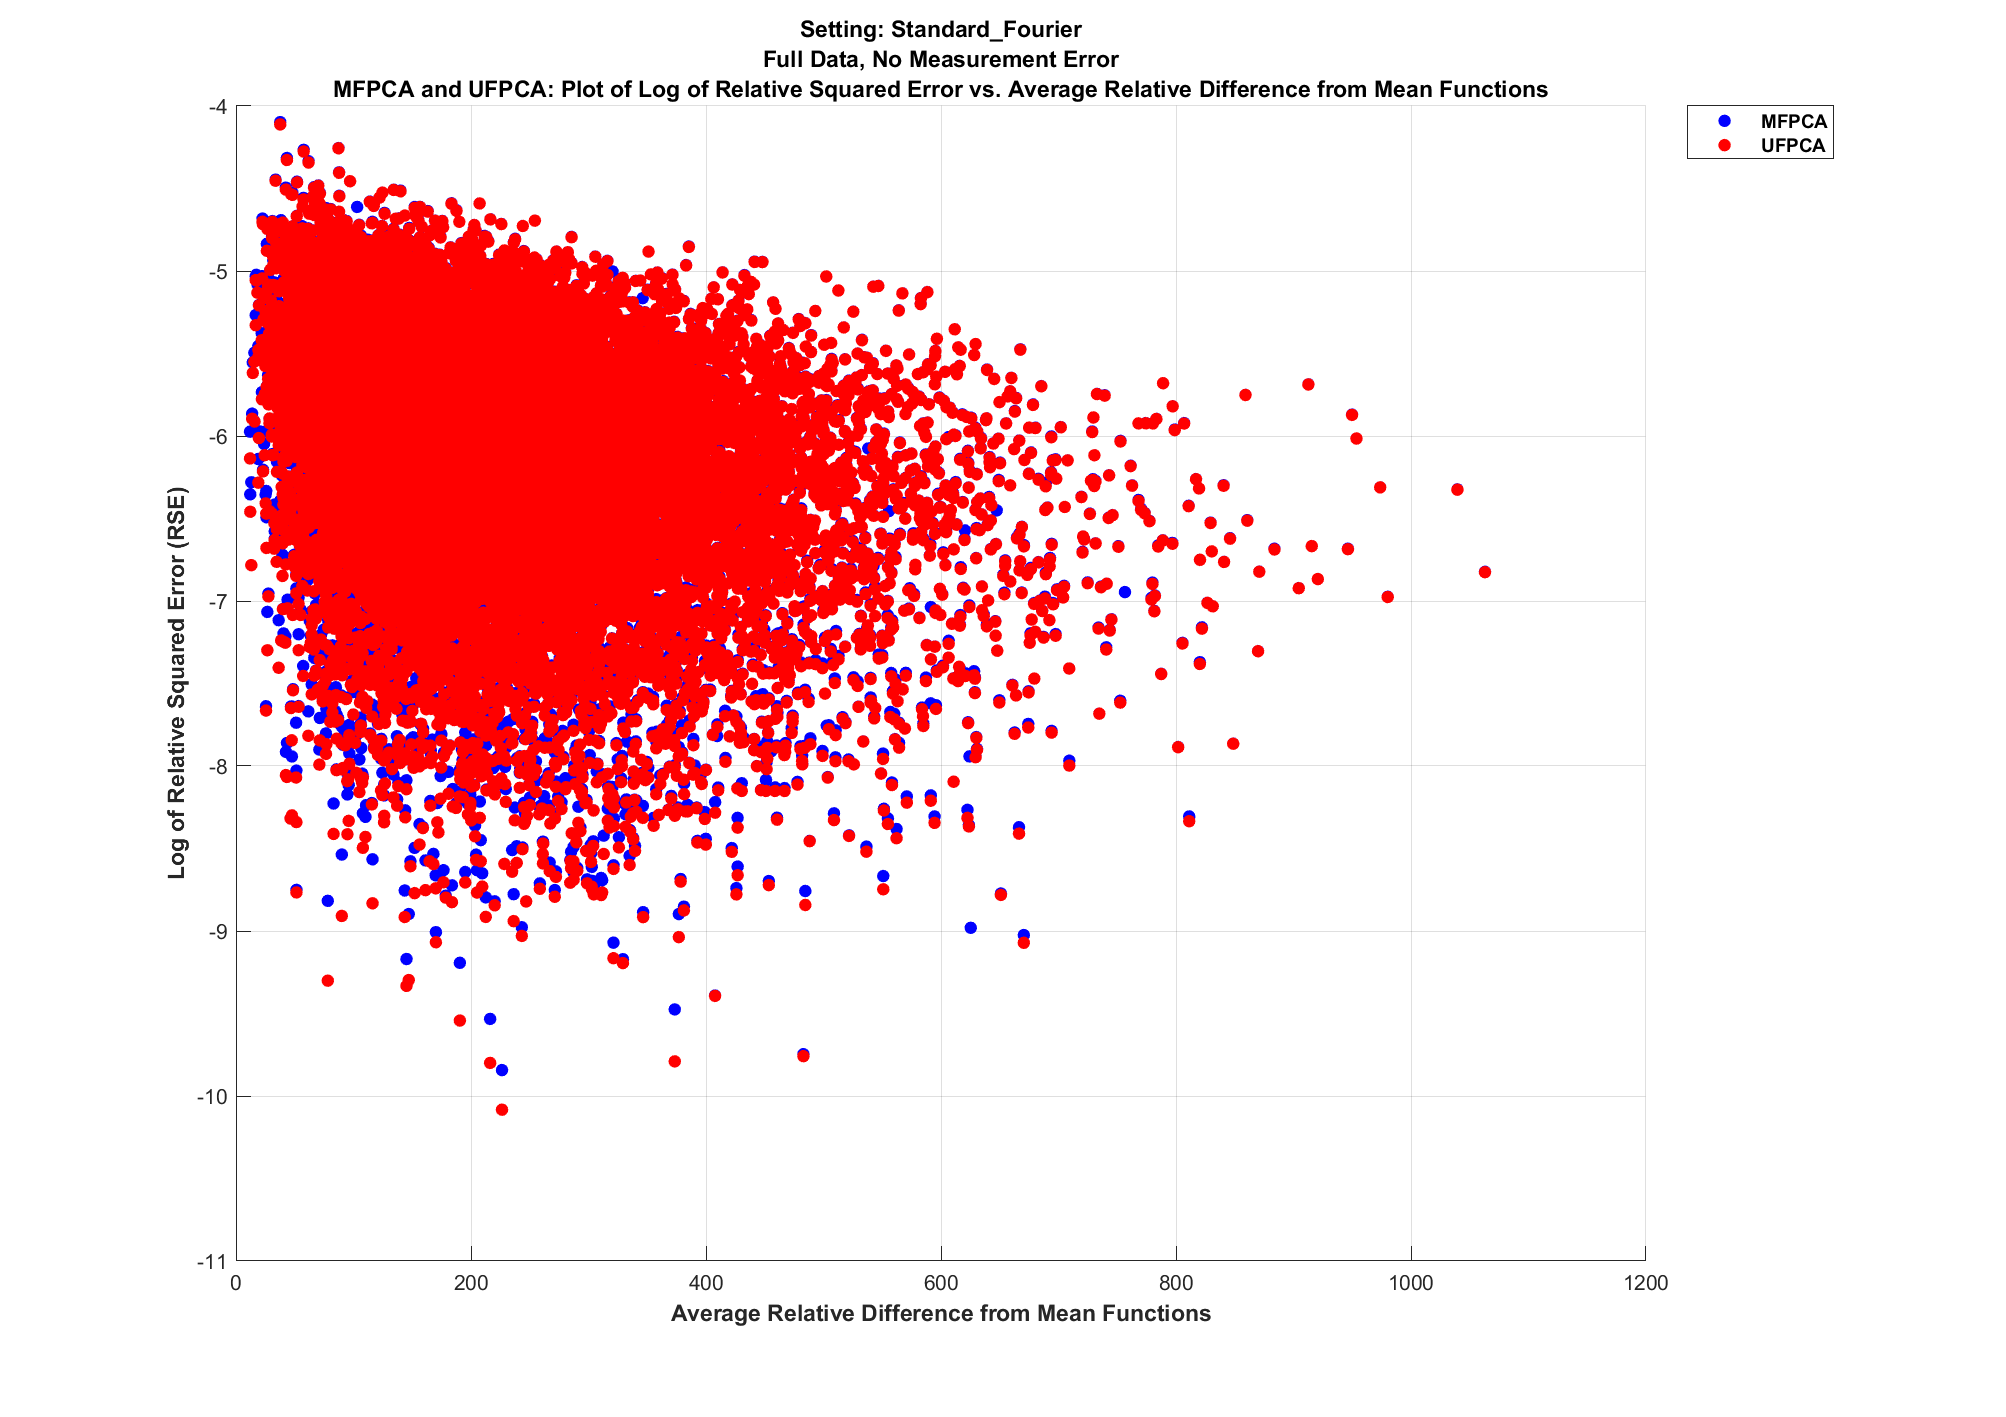 Setting: Standard_Fourier
Full Data, No Measurement Error
MFPCA and UFPCA: Plot of Log of Relative Squared Error vs. Average Relative Difference from Mean Functions
MFPCA
UFPCA
Log of Relative Squared Error (RSE)
-4
-5
-6
-7
-8
-9
-10
-11
0
200
400
600
800
1000
1200
Average Relative Difference from Mean Functions